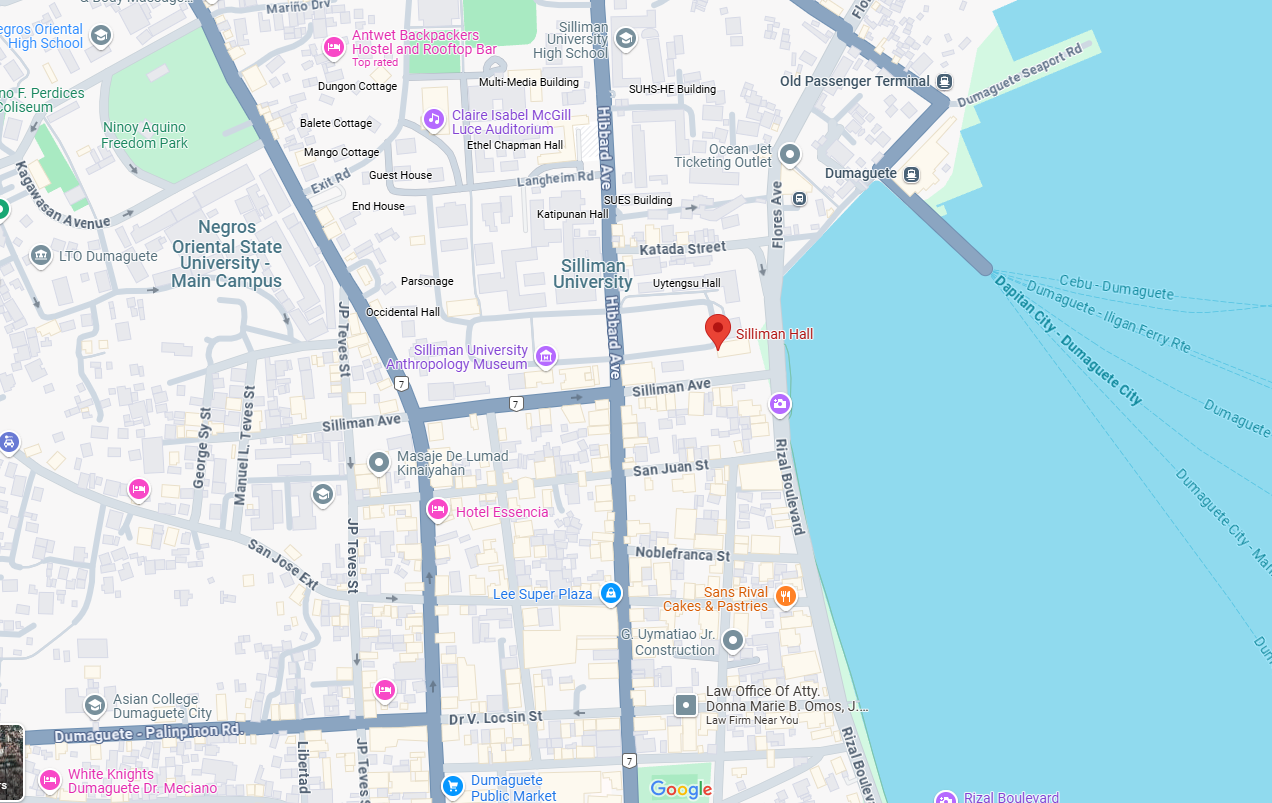 & Body Massage...
Mariño Drv
Negros Oriental
High School
Antwet Backpackers
Hostel and Rooftop Bar
Top rated
Silliman
University
High School
Flores
Old Passenger Terminal
Dumaguete Seaport Rd
Dungon Cottage
Multi-Media Building
SUHS-HE Building
no F. Perdices
Coliseum
Claire Isabel McGill
Luce Auditorium
Hibbard Ave
Balete Cottage
Ninoy Aquino
Freedom Park
Ethel Chapman Hall
Mango Cottage
Ocean Jet
Ticketing Outlet
Guest House
Exit Rd
Langheim Rd
Dumaguete
Kagawasan Avenue
SUES Building
End House
Katipunan Hall
Flores Ave
Negros
Oriental State
University -
Main Campus
Katada Street
LTO Dumaguete
Silliman
University
Parsonage
Uytengsu Hall
Cebu - Dumaguete
Dumaguete - Iligan Ferry Rte
Dapitan City - Dumaguete City
Occidental Hall
Hibbard Ave
JP Teves St
Silliman Hall
Silliman University
Anthropology Museum
7
7
Silliman Ave
Silliman Ave
Dumaguete
George Sy St
Manuel L. Teves St
Masaje De Lumad
Kinaiyahan
San Juan St
Rizal Boulevard
Dumaguete City - Ma
Hotel Essencia
JP Teves St
San Jose Ext
Noblefranca St
Lee Super Plaza
Sans Rival
Cakes & Pastries
G. Uymatiao Jr.
Construction
Asian College
Dumaguete City
Law Office Of Atty.
Donna Marie B. Omos, J....
Law Firm Near You
Dr V. Locsin St
Dumaguete - Palinpinon Rd
Libertad
JP Teves S
Rizal Boulevard
7
White Knights
Dumaguete Dr. Meciano
Dumaguete
Public Market
Google
Rizal Boulevard